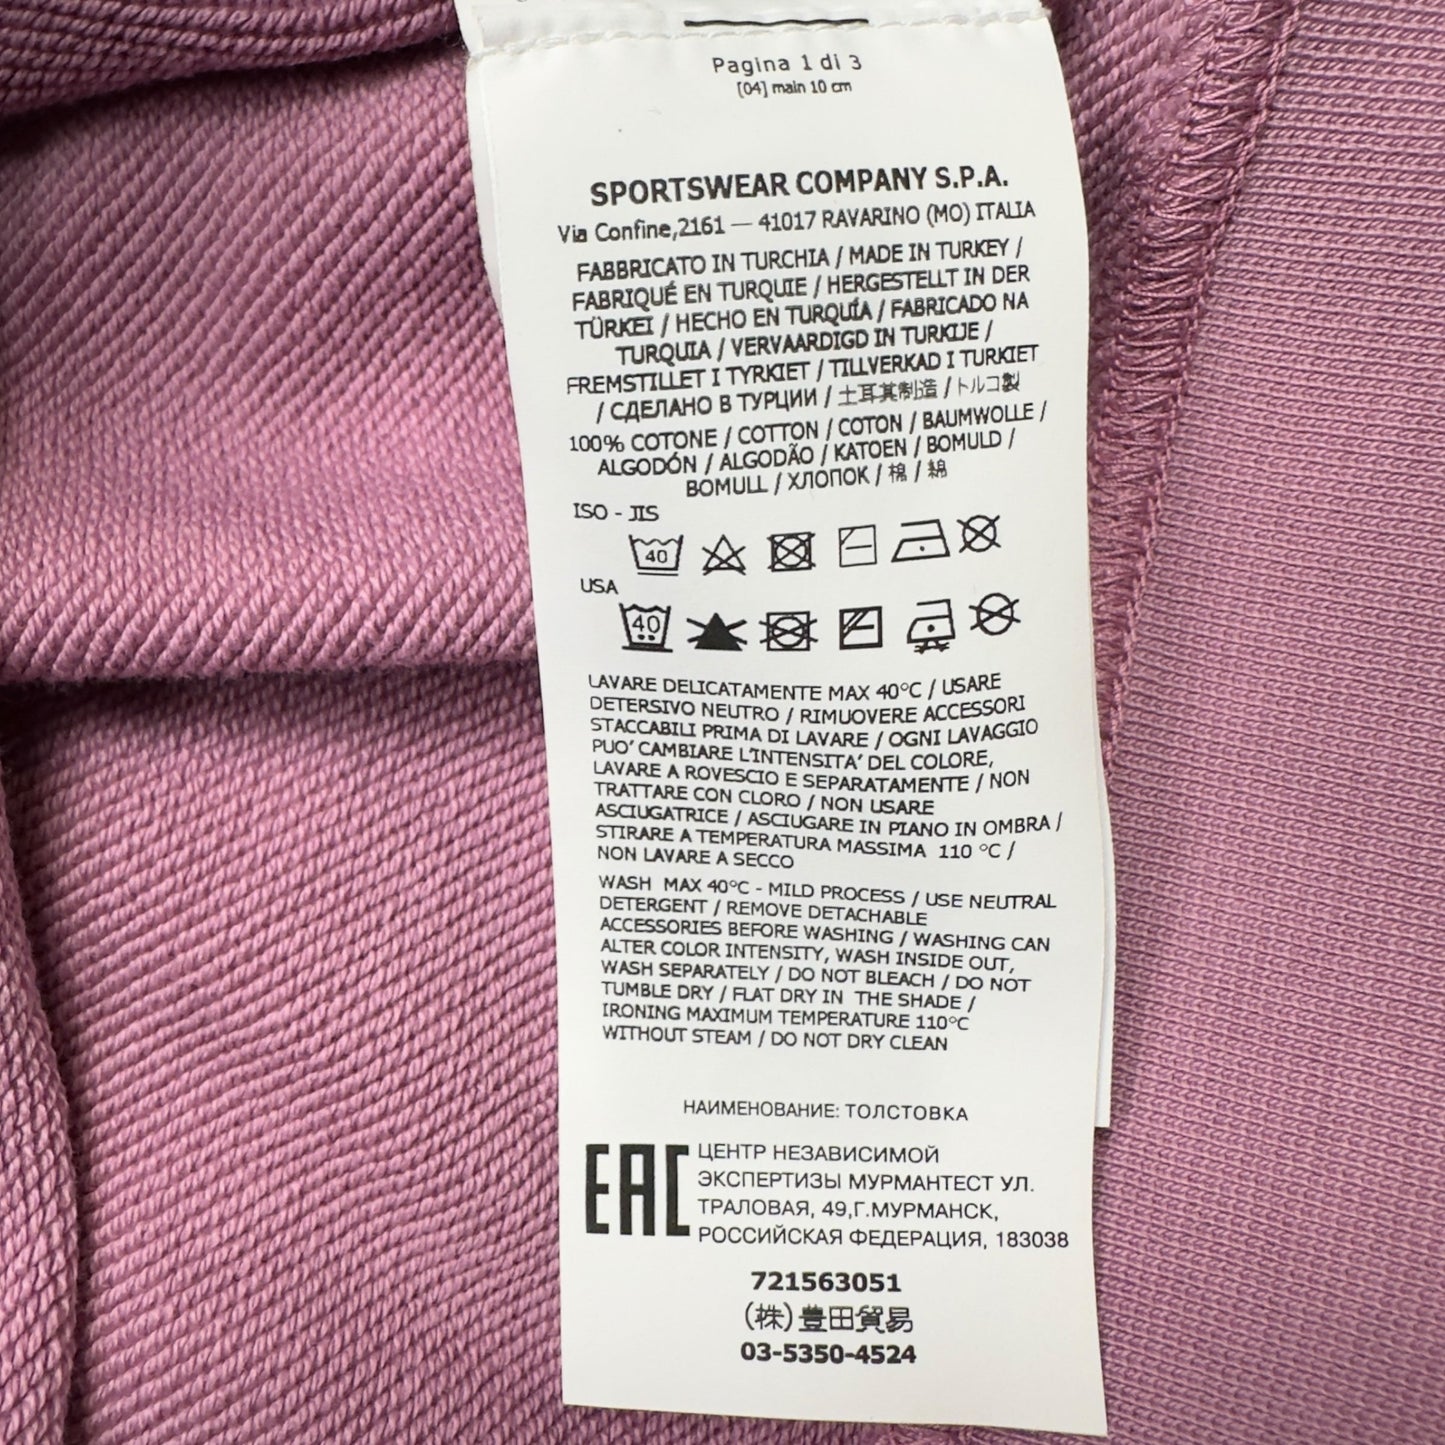 Pagina 1 di 3
[04] main 10 cm
SPORTSWEAR COMPANY S.P.A.
Via Confine,2161 — 41017 RAVARINO (MO) ITALIA
FABBRICATO IN TURCHIA / MADE IN TURKEY /
FABRIQUÉ EN TURQUIE / HERGESTELLT IN DER
TÜRKEI / HECHO EN TURQUÍA / FABRICADO NA
TURQUIA / VERVAARDIGD IN TURKIJE /
FREMSTILLET I TYRKIET / TILLVERKAD I TURKIET
/ СДЕЛАНО В ТУРЦИИ / 土耳其制造 / トルコ製
100% COTONE / COTTON / COTON / BAUMWOLLE /
ALGODÓN / ALGODÃO / KATOEN / BOMULD /
BOMULL / ХЛОПОК / 棉 / 綿
ISO - JIS
40
USA
40
LAVARE DELICATAMENTE MAX 40°C / USARE
DETERSIVO NEUTRO / RIMUOVERE ACCESSORI
STACCABILI PRIMA DI LAVARE / OGNI LAVAGGIO
PUO' CAMBIARE L'INTENSITA' DEL COLORE,
LAVARE A ROVESCIO E SEPARATAMENTE / NON
TRATTARE CON CLORO / NON USARE
ASCIUGATRICE / ASCIUGARE IN PIANO IN OMBRA /
STIRARE A TEMPERATURA MASSIMA 110 °C /
NON LAVARE A SECCO
WASH MAX 40°C - MILD PROCESS / USE NEUTRAL
DETERGENT / REMOVE DETACHABLE
ACCESSORIES BEFORE WASHING / WASHING CAN
ALTER COLOR INTENSITY, WASH INSIDE OUT,
WASH SEPARATELY / DO NOT BLEACH / DO NOT
TUMBLE DRY / FLAT DRY IN THE SHADE /
IRONING MAXIMUM TEMPERATURE 110°C
WITHOUT STEAM / DO NOT DRY CLEAN
НАИМЕНОВАНИЕ: ТОЛСТОВКА
EAC
ЦЕНТР НЕЗАВИСИМОЙ
ЭКСПЕРТИЗЫ МУРМАНТЕСТ УЛ.
ТРАЛОВАЯ, 49,Г.МУРМАНСК,
РОССИЙСКАЯ ФЕДЕРАЦИЯ, 183038
721563051
(株)豊田貿易
03-5350-4524